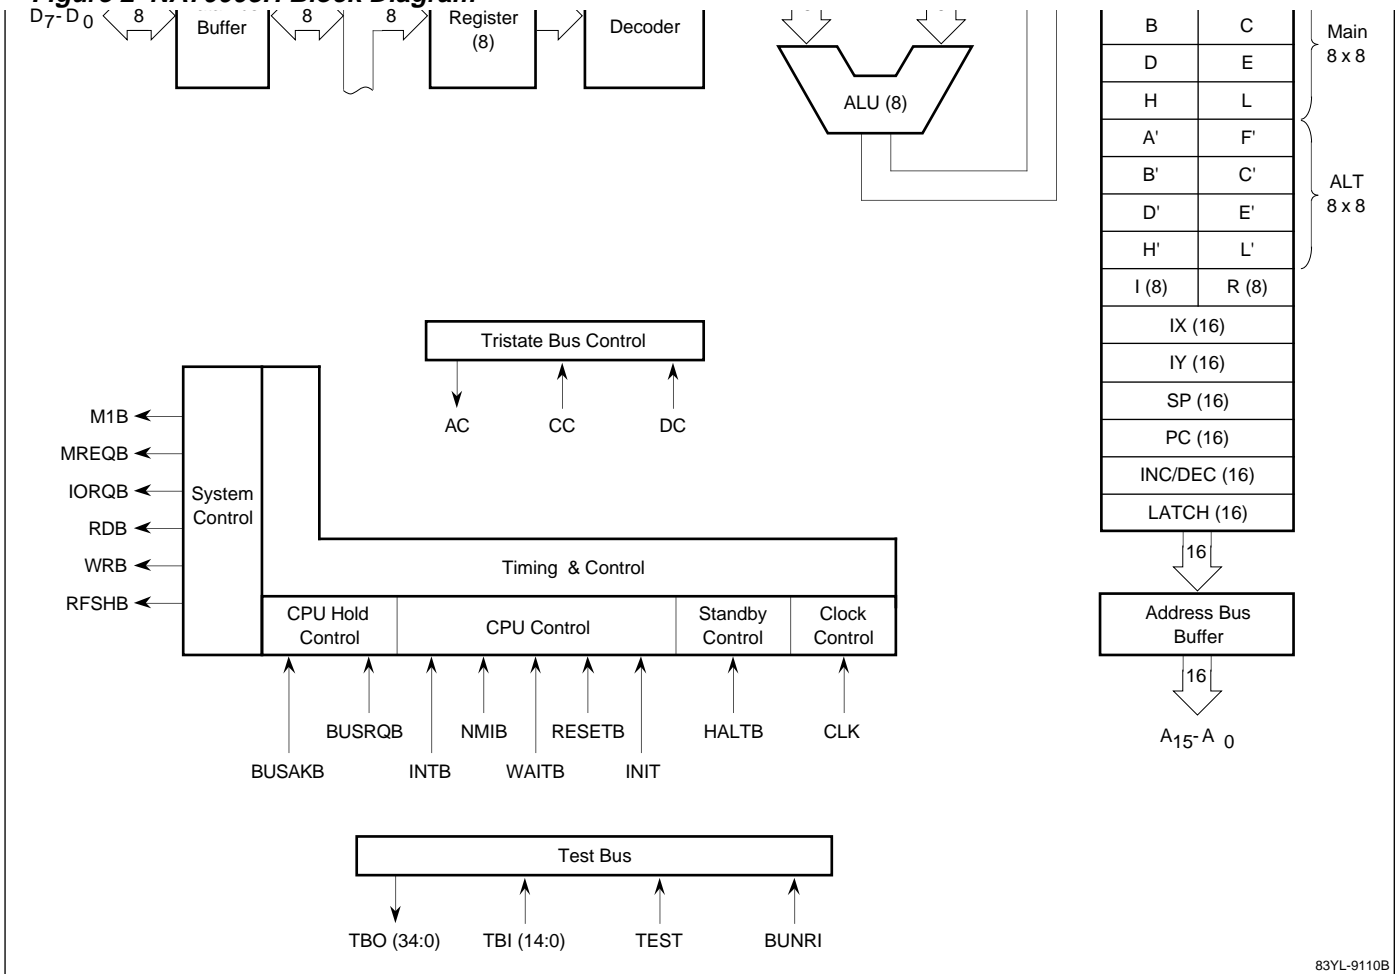 D7-D0
8
Buffer
8
8
Register
(8)
Decoder
ALU (8)
B
C
D
E
H
L
Main
8 x 8
A'
F'
B'
C'
D'
E'
H'
L'
ALT
8 x 8
I (8)
R (8)
IX (16)
IY (16)
SP (16)
PC (16)
INC/DEC (16)
LATCH (16)
16
Address Bus
Buffer
16
A15-A 0
Tristate Bus Control
AC
CC
DC
M1B
MREQB
IORQB
RDB
WRB
RFSHB
System
Control
Timing & Control
CPU Hold
Control
CPU Control
Standby
Control
Clock
Control
BUSRQB
NMIB
RESETB
HALTB
CLK
BUSAKB
INTB
WAITB
INIT
Test Bus
TBO (34:0)
TBI (14:0)
TEST
BUNRI
83YL-9110B